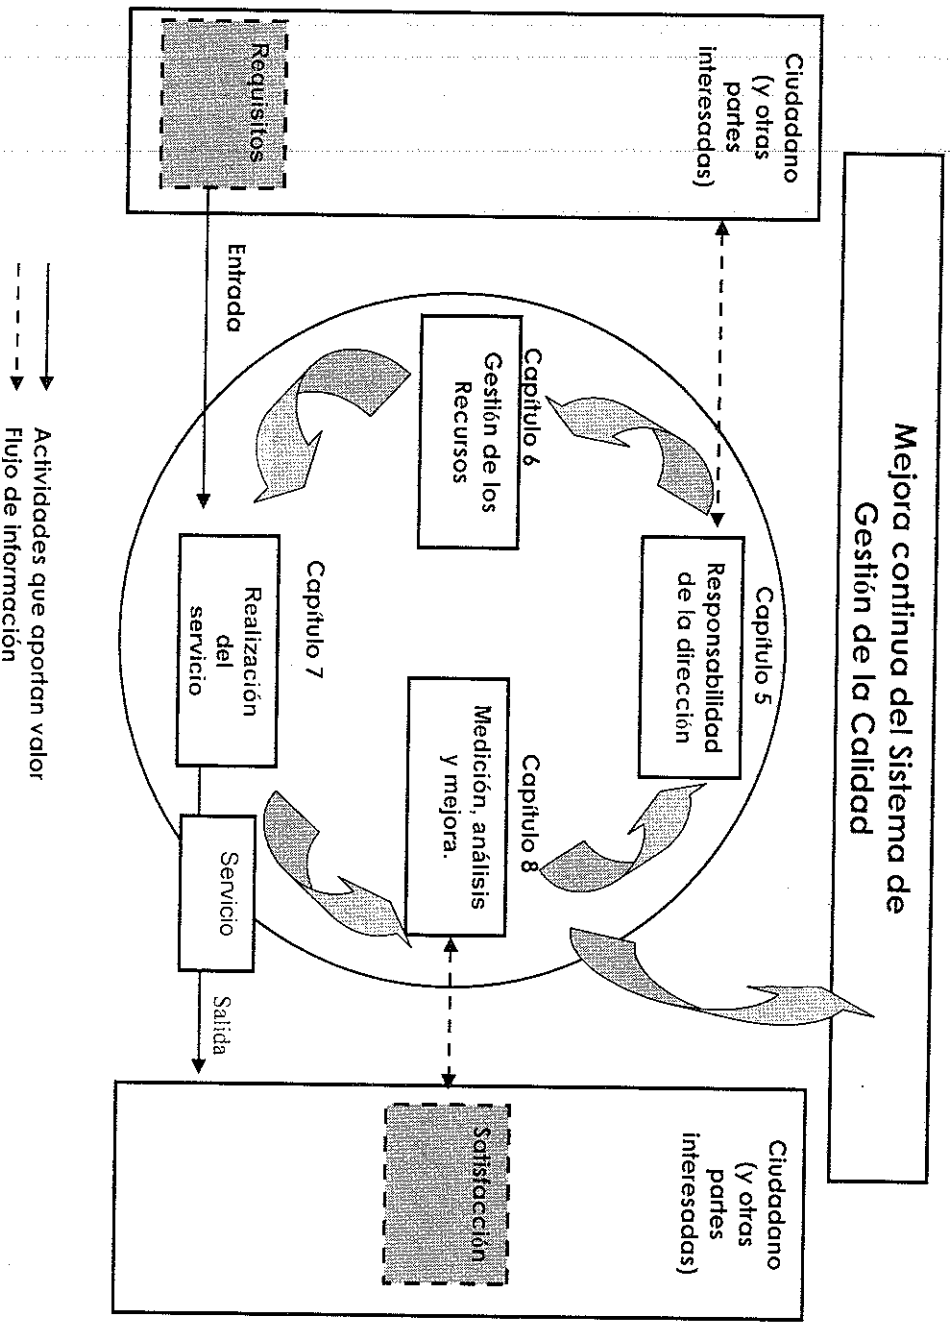 Mejora continua del Sistema de
Gestión de la Calidad
Ciudadano
(y otras
partes
interesadas)
Requisitos
Entrada
Capítulo 5
Responsabilidad
de la dirección
Capítulo 6
Gestión de los
Recursos
Capítulo 8
Medición, análisis
y mejora.
Capítulo 7
Realización
del
servicio
Servicio
Salida
Ciudadano
(y otras
partes
interesadas)
Satisfacción
Actividades que aportan valor
Flujo de información